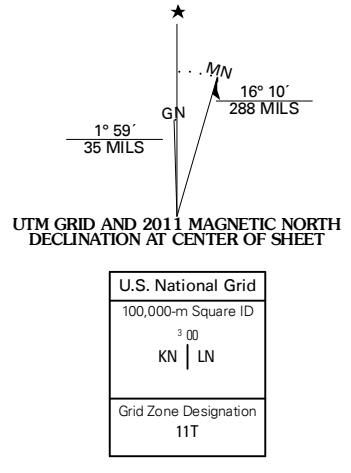 MN
GN
16° 10´
288 MILS
1° 59´
35 MILS
UTM GRID AND 2011 MAGNETIC NORTH
DECLINATION AT CENTER OF SHEET
U.S. National Grid
100,000-m Square ID
3 00
KN | LN
Grid Zone Designation
11T